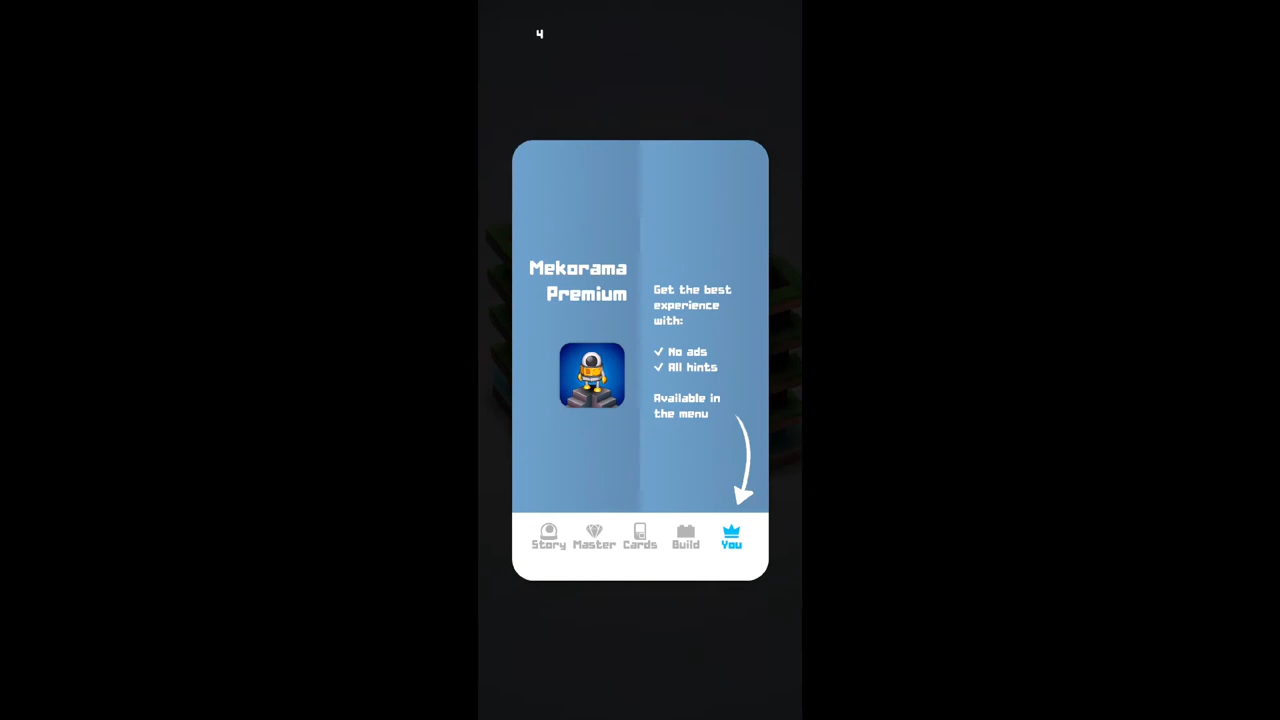 4
Mekorama
Premium
Get the best
experience
with:
✓ No ads
✓ All hints
Available in
the menu
Story Master Cards Build You